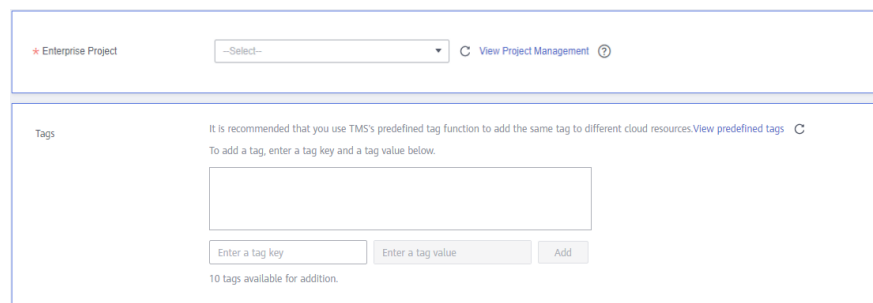 * Enterprise Project --Select-- View Project Management ?
Tags It is recommended that you use TMS's predefined tag function to add the same tag to different cloud resources.View predefined tags
To add a tag, enter a tag key and a tag value below.
Enter a tag key Enter a tag value Add
10 tags available for addition.